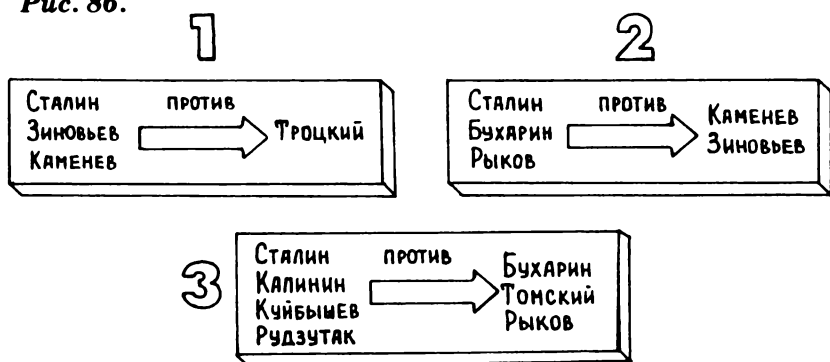 Рис. 86.
1
Сталин
Зиновьев
Каменев
против
Троцкий
2
Сталин
Бухарин
Рыков
против
Каменев
Зиновьев
3
Сталин
Калинин
Куйбышев
Рудзутак
против
Бухарин
Томский
Рыков